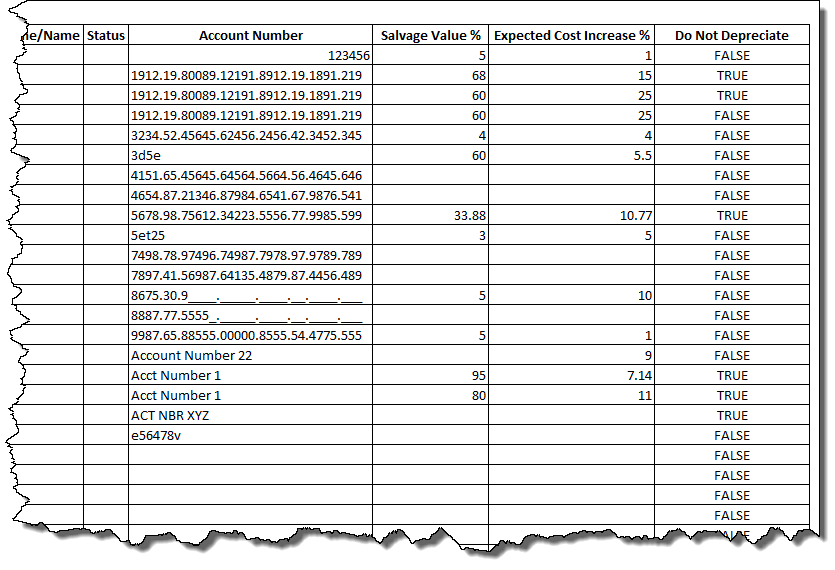 ne/Name Status Account Number Salvage Value % Expected Cost Increase % Do Not Depreciate
123456 5 1 FALSE
1912.19.80089.12191.8912.19.1891.219 68 15 TRUE
1912.19.80089.12191.8912.19.1891.219 60 25 TRUE
1912.19.80089.12191.8912.19.1891.219 60 25 FALSE
3234.52.45645.62456.2456.42.3452.345 4 4 FALSE
3d5e 60 5.5 FALSE
4151.65.45645.64564.5664.56.4645.646 FALSE
4654.87.21346.87984.6541.67.9876.541 FALSE
5678.98.75612.34223.5556.77.9985.599 33.88 10.77 TRUE
5et25 3 5 FALSE
7498.78.97496.74987.7978.97.9789.789 FALSE
7897.41.56987.64135.4879.87.4456.489 FALSE
8675.30.9____._____.____.__.____.___ 5 10 FALSE
8887.77.5555_._____.____.__.____.___ FALSE
9987.65.88555.00000.8555.54.4775.555 5 1 FALSE
Account Number 22 9 FALSE
Acct Number 1 95 7.14 TRUE
Acct Number 1 80 11 TRUE
ACT NBR XYZ TRUE
e56478v FALSE
FALSE
FALSE
FALSE
FALSE